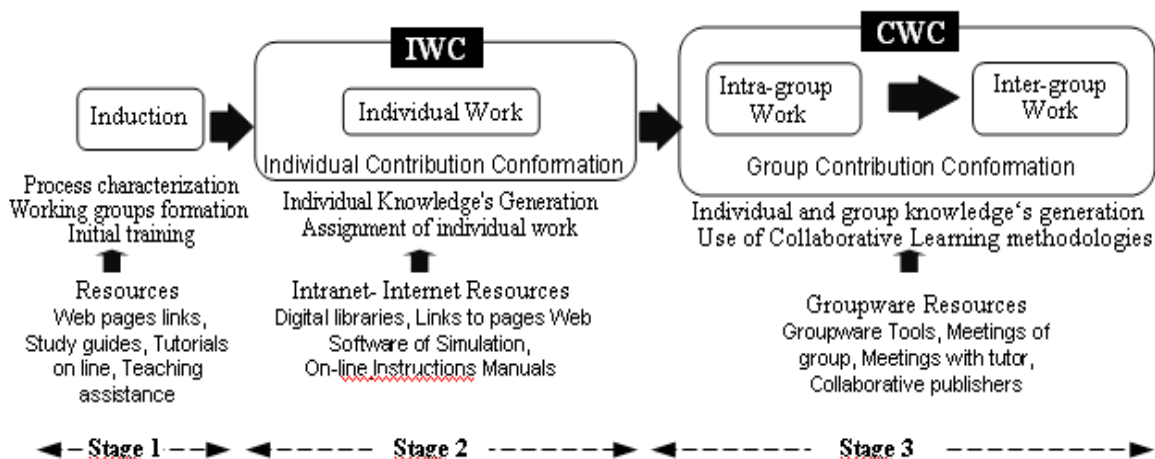 IWC
CWC
Induction
Individual Work
Intra-group
Work
Inter-group
Work
Individual Contribution Conformation
Group Contribution Conformation
Process characterization
Working groups formation
Initial training
Individual Knowledge's Generation
Assignment of individual work
Individual and group knowledge‘s generation
Use of Collaborative Learning methodologies
Resources
Web pages links,
Study guides, Tutorials
on line, Teaching
assistance
Intranet- Internet Resources
Digital libraries, Links to pages Web
Software of Simulation,
On-line Instructions Manuals
Groupware Resources
Groupware Tools, Meetings of
group, Meetings with tutor,
Collaborative publishers
Stage 1
Stage 2
Stage 3